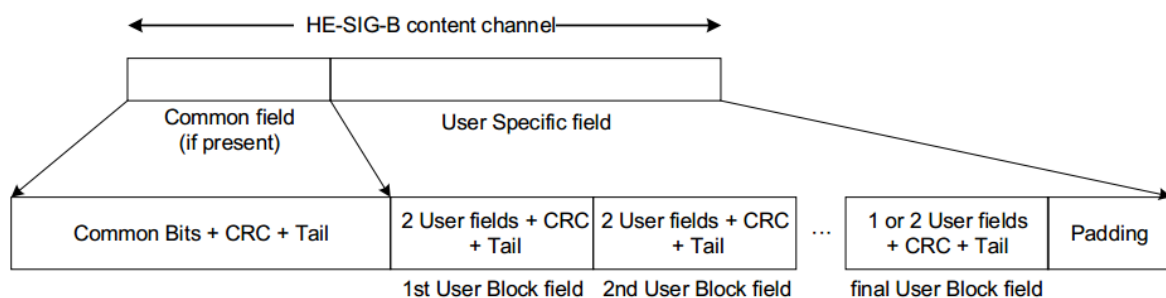 HE-SIG-B content channel
Common field
(if present)
User Specific field
Common Bits + CRC + Tail
2 User fields + CRC
+ Tail
2 User fields + CRC
+ Tail
...
1 or 2 User fields
+ CRC + Tail
Padding
1st User Block field
2nd User Block field
final User Block field